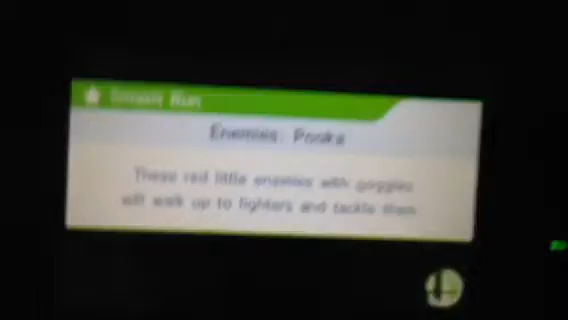 Smash Run
Enemies: Pooka
These red little enemies with goggles
will walk up to fighters and tackle them.